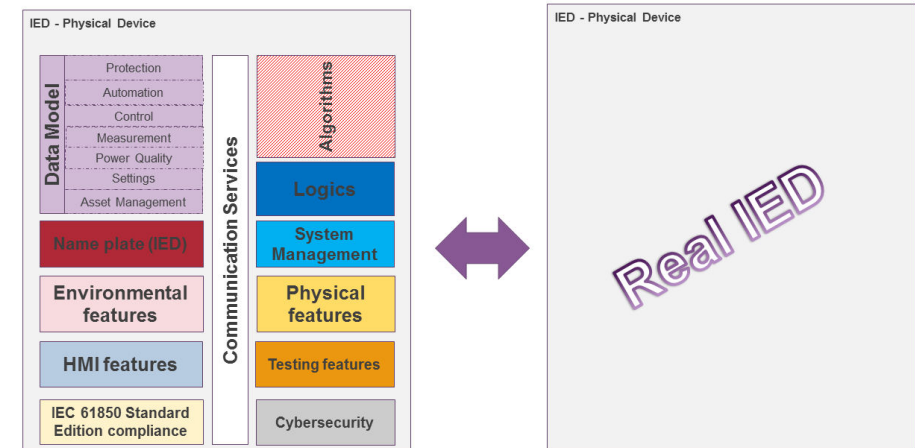 IED - Physical Device
Data Model
Protection
Automation
Control
Measurement
Power Quality
Settings
Asset Management
Name plate (IED)
Environmental
features
HMI features
IEC 61850 Standard
Edition compliance
Communication Services
Algorithms
Logics
System
Management
Physical
features
Testing features
Cybersecurity
IED - Physical Device
Real IED